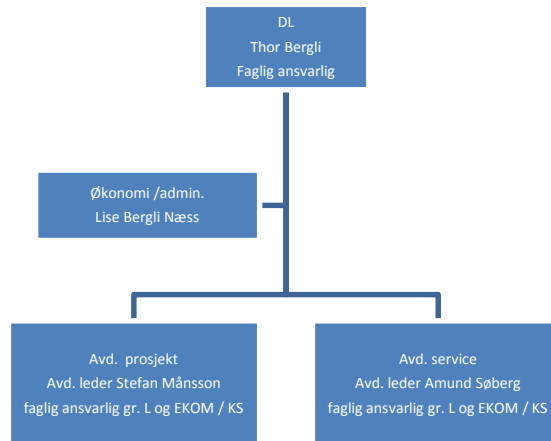 DL
Thor Bergli
Faglig ansvarlig
Økonomi /admin.
Lise Bergli Næss
Avd. prosjekt
Avd. leder Stefan Månsson
faglig ansvarlig gr. L og EKOM / KS
Avd. service
Avd. leder Amund Søberg
faglig ansvarlig gr. L og EKOM / KS